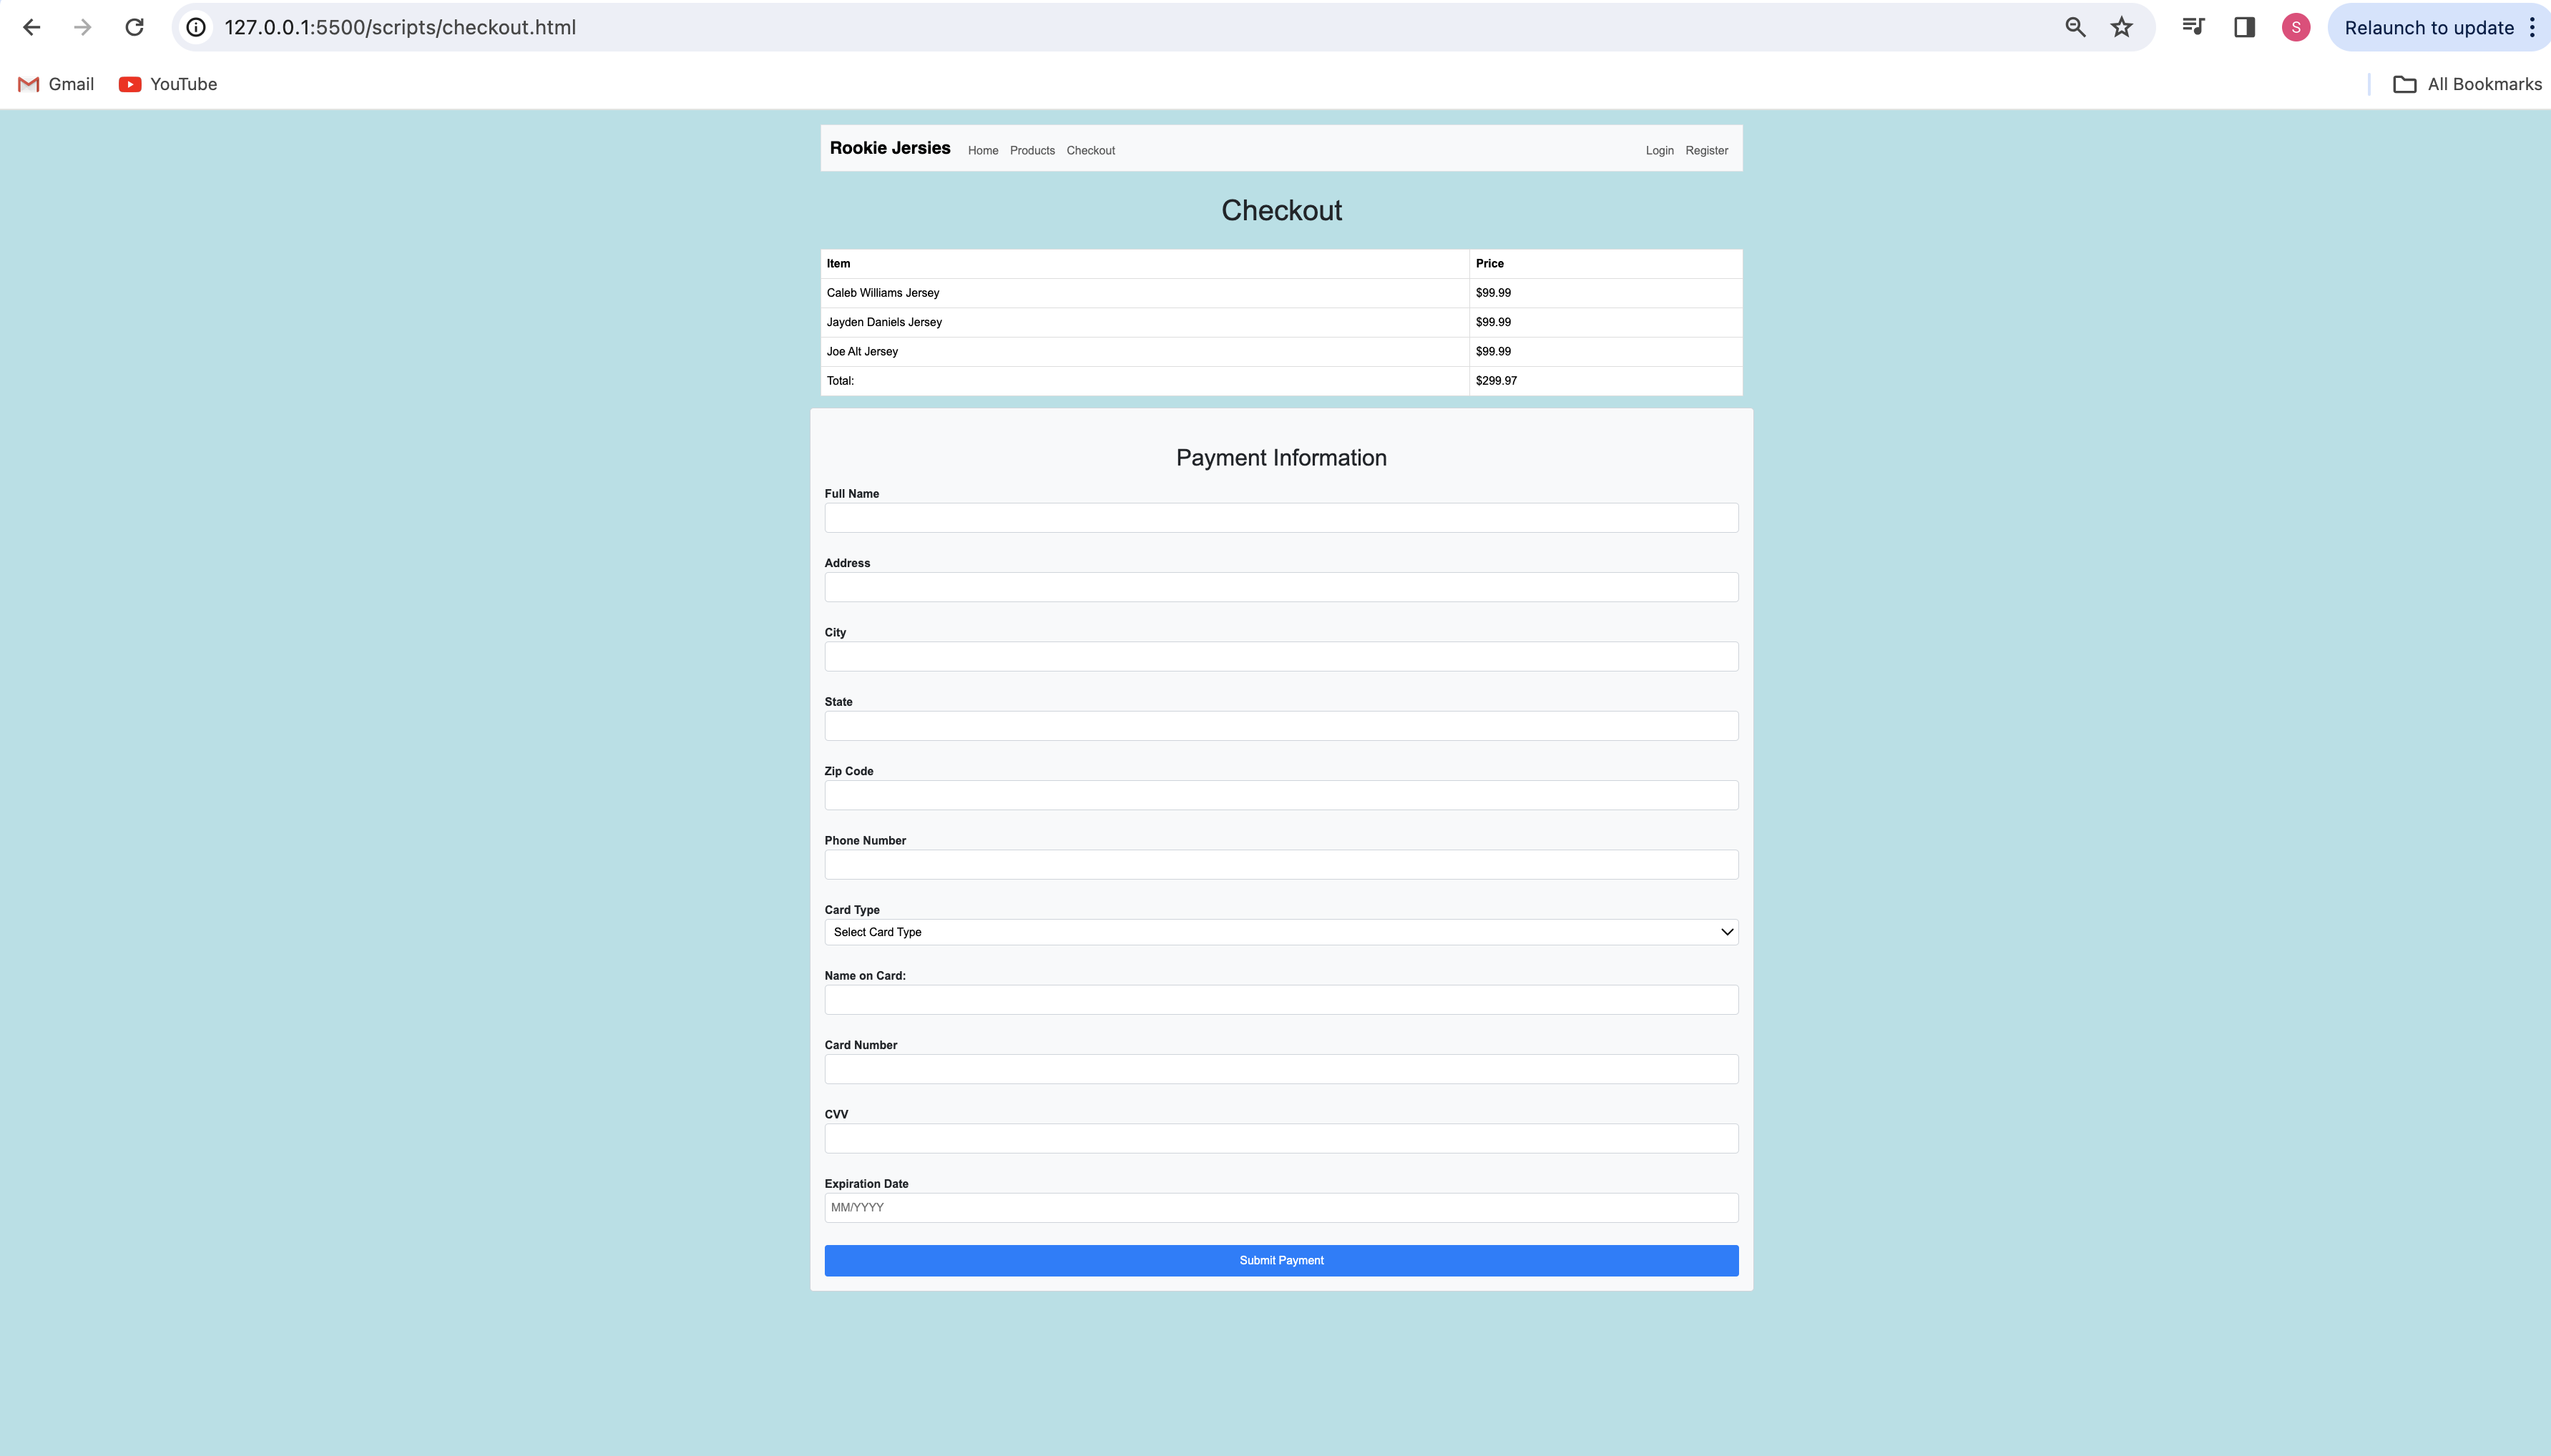 127.0.0.1:5500/scripts/checkout.html
S
Relaunch to update
Gmail
YouTube
All Bookmarks
Rookie Jersies Home Products Checkout Login Register
Checkout
Item Price
Caleb Williams Jersey $99.99
Jayden Daniels Jersey $99.99
Joe Alt Jersey $99.99
Total: $299.97
Payment Information
Full Name
Address
City
State
Zip Code
Phone Number
Card Type
Select Card Type
Name on Card:
Card Number
CVV
Expiration Date
MM/YYYY
Submit Payment